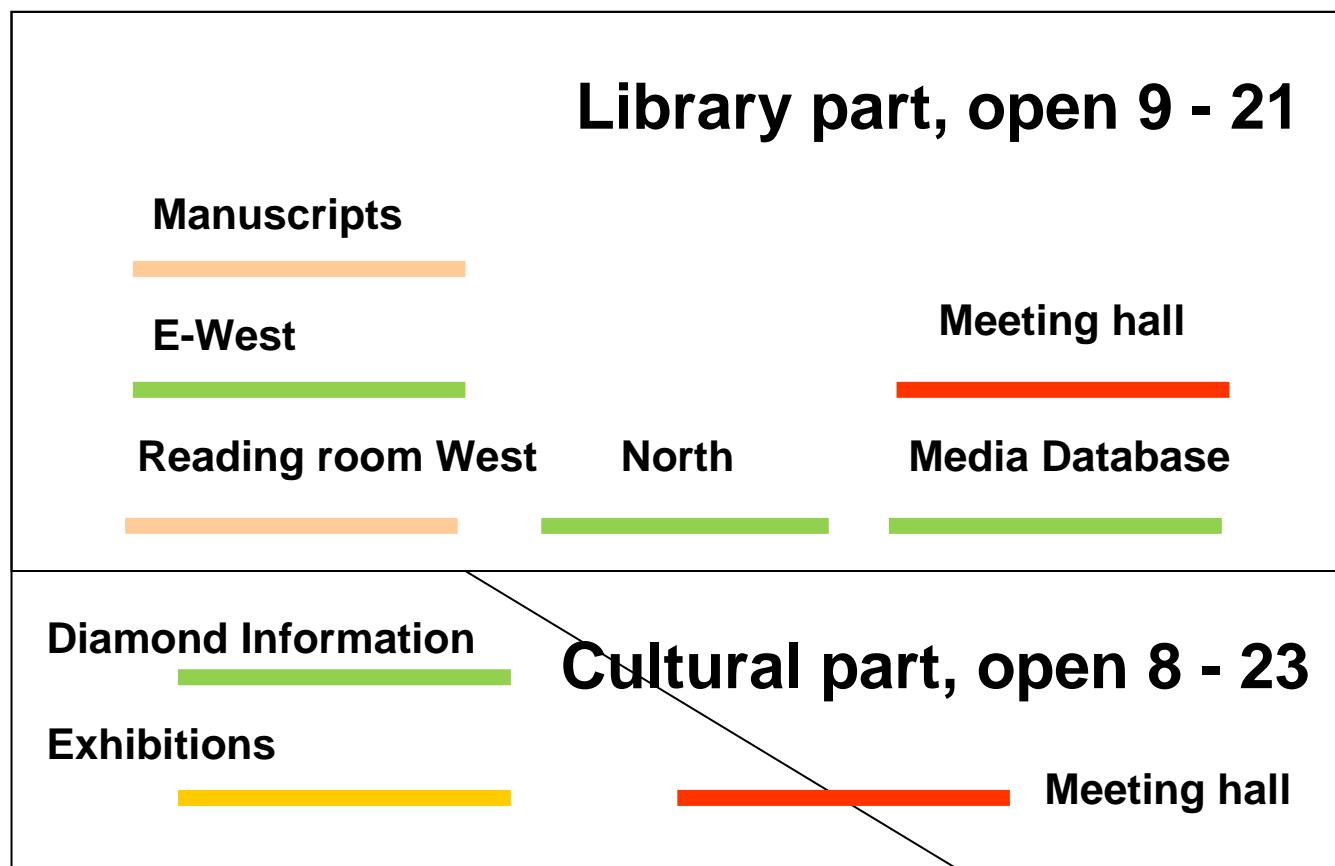 Library part, open 9 - 21
Manuscripts
E-West
Meeting hall
Reading room West
North
Media Database
Diamond Information
Cultural part, open 8 - 23
Exhibitions
Meeting hall